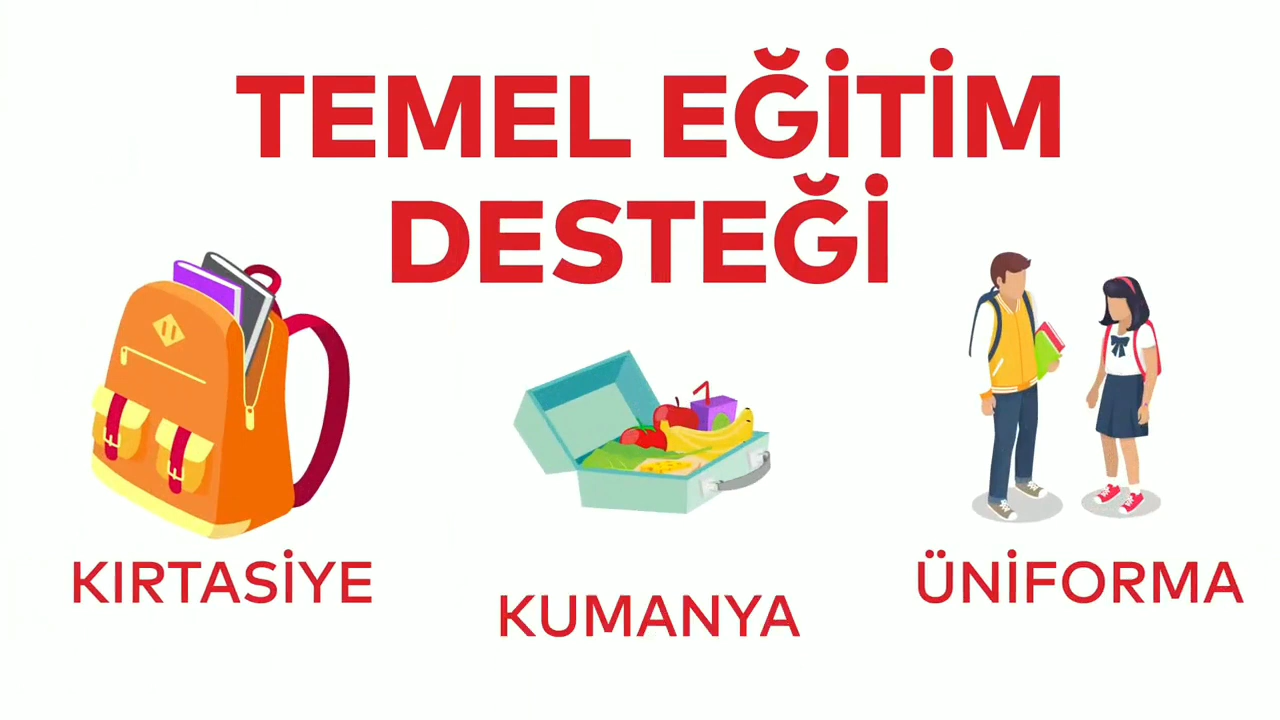 TEMEL EĞİTİM
DESTEĞİ
KIRTASİYE
KUMANYA
ÜNİFORMA